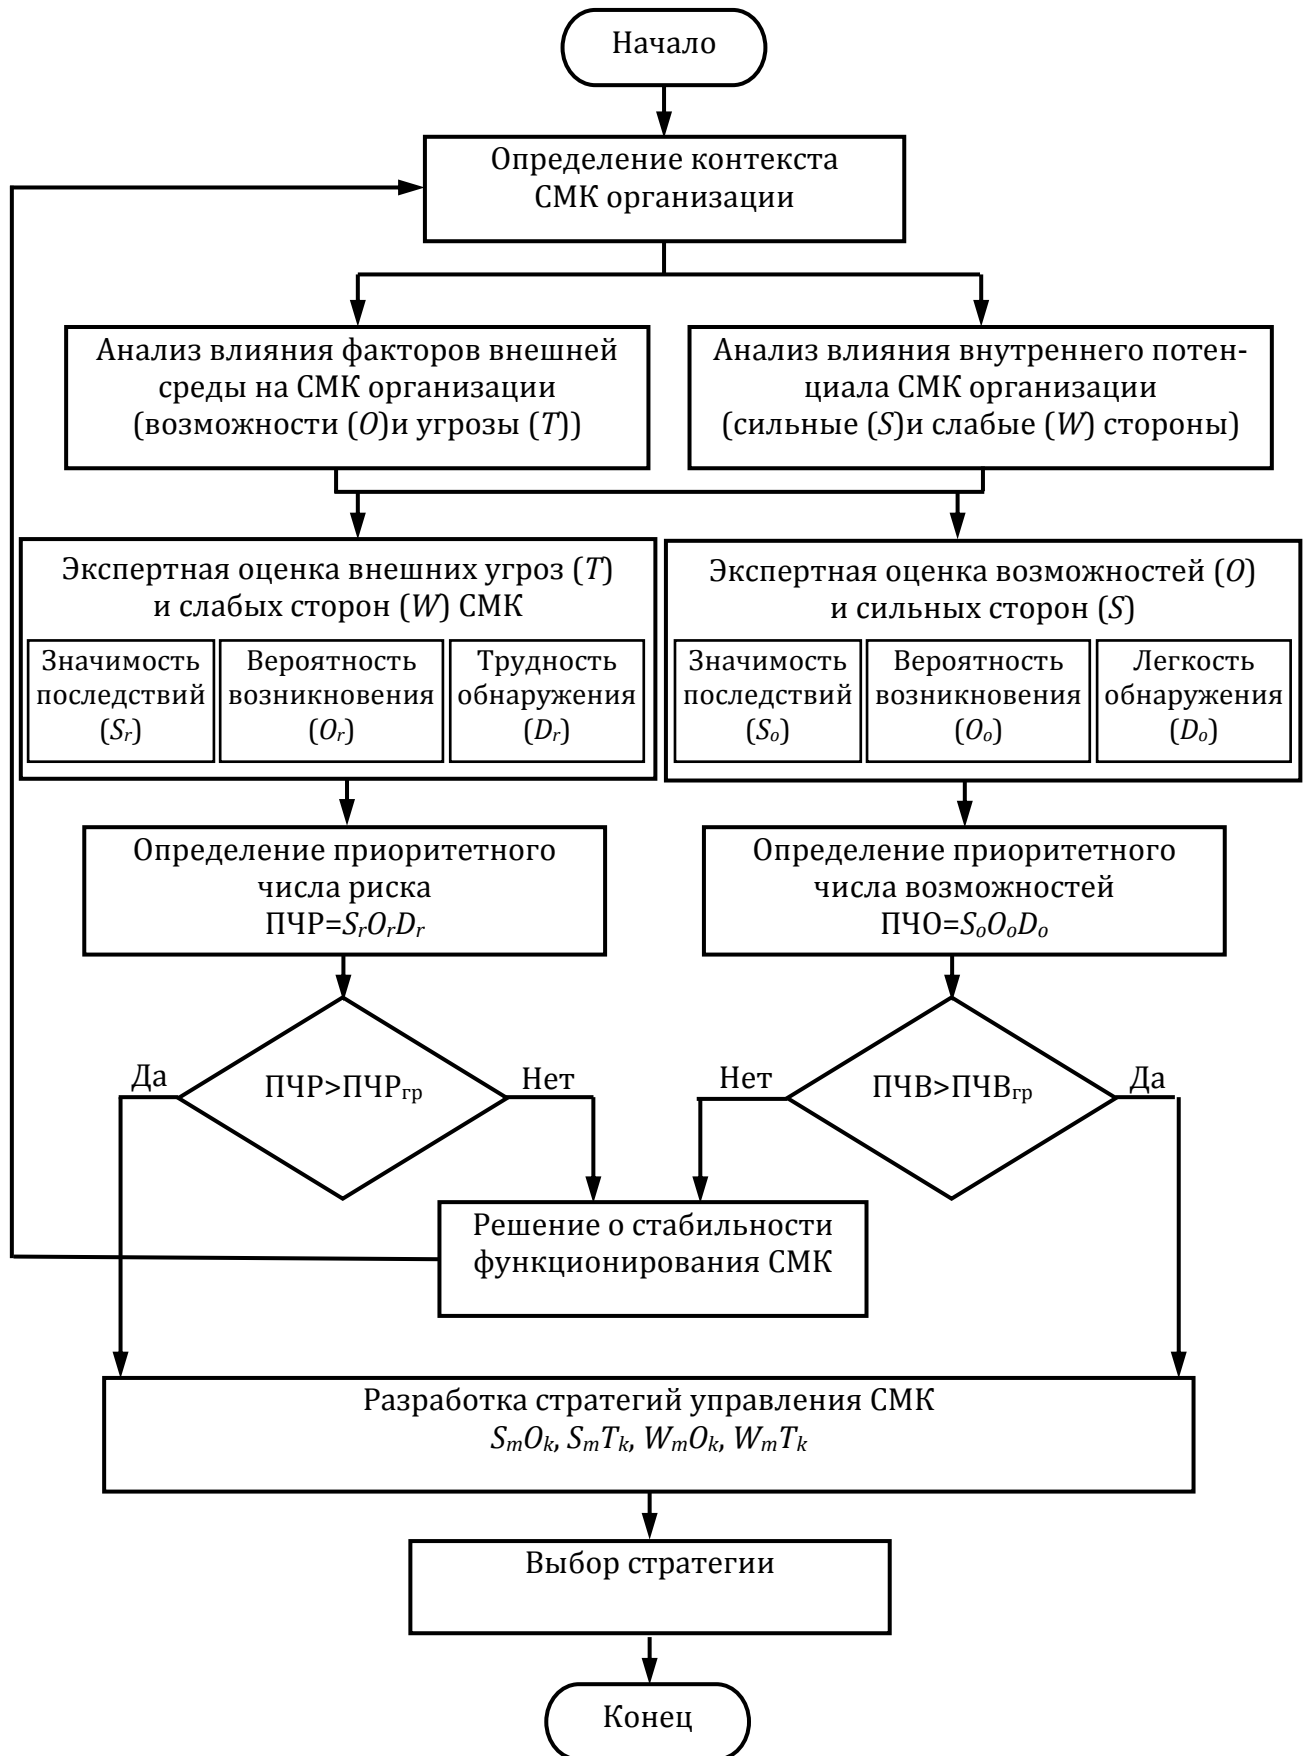 Начало
Определение контекста
СМК организации
Анализ влияния факторов внешней
среды на СМК организации
(возможности (O)и угрозы (T))
Анализ влияния внутреннего потен-
циала СМК организации
(сильные (S)и слабые (W) стороны)
Экспертная оценка внешних угроз (T)
и слабых сторон (W) СМК
Значимость
последствий
(Sr)
Вероятность
возникновения
(Or)
Трудность
обнаружения
(Dr)
Экспертная оценка возможностей (O)
и сильных сторон (S)
Значимость
последствий
(So)
Вероятность
возникновения
(Oo)
Легкость
обнаружения
(Do)
Определение приоритетного
числа риска
ПЧР=SrOrDr
Определение приоритетного
числа возможностей
ПЧО=SoOoDo
Да
ПЧР>ПЧРгр
Нет
Нет
ПЧВ>ПЧВгр
Да
Решение о стабильности
функционирования СМК
Разработка стратегий управления СМК
SmOk, SmTk, WmOk, WmTk
Выбор стратегии
Конец